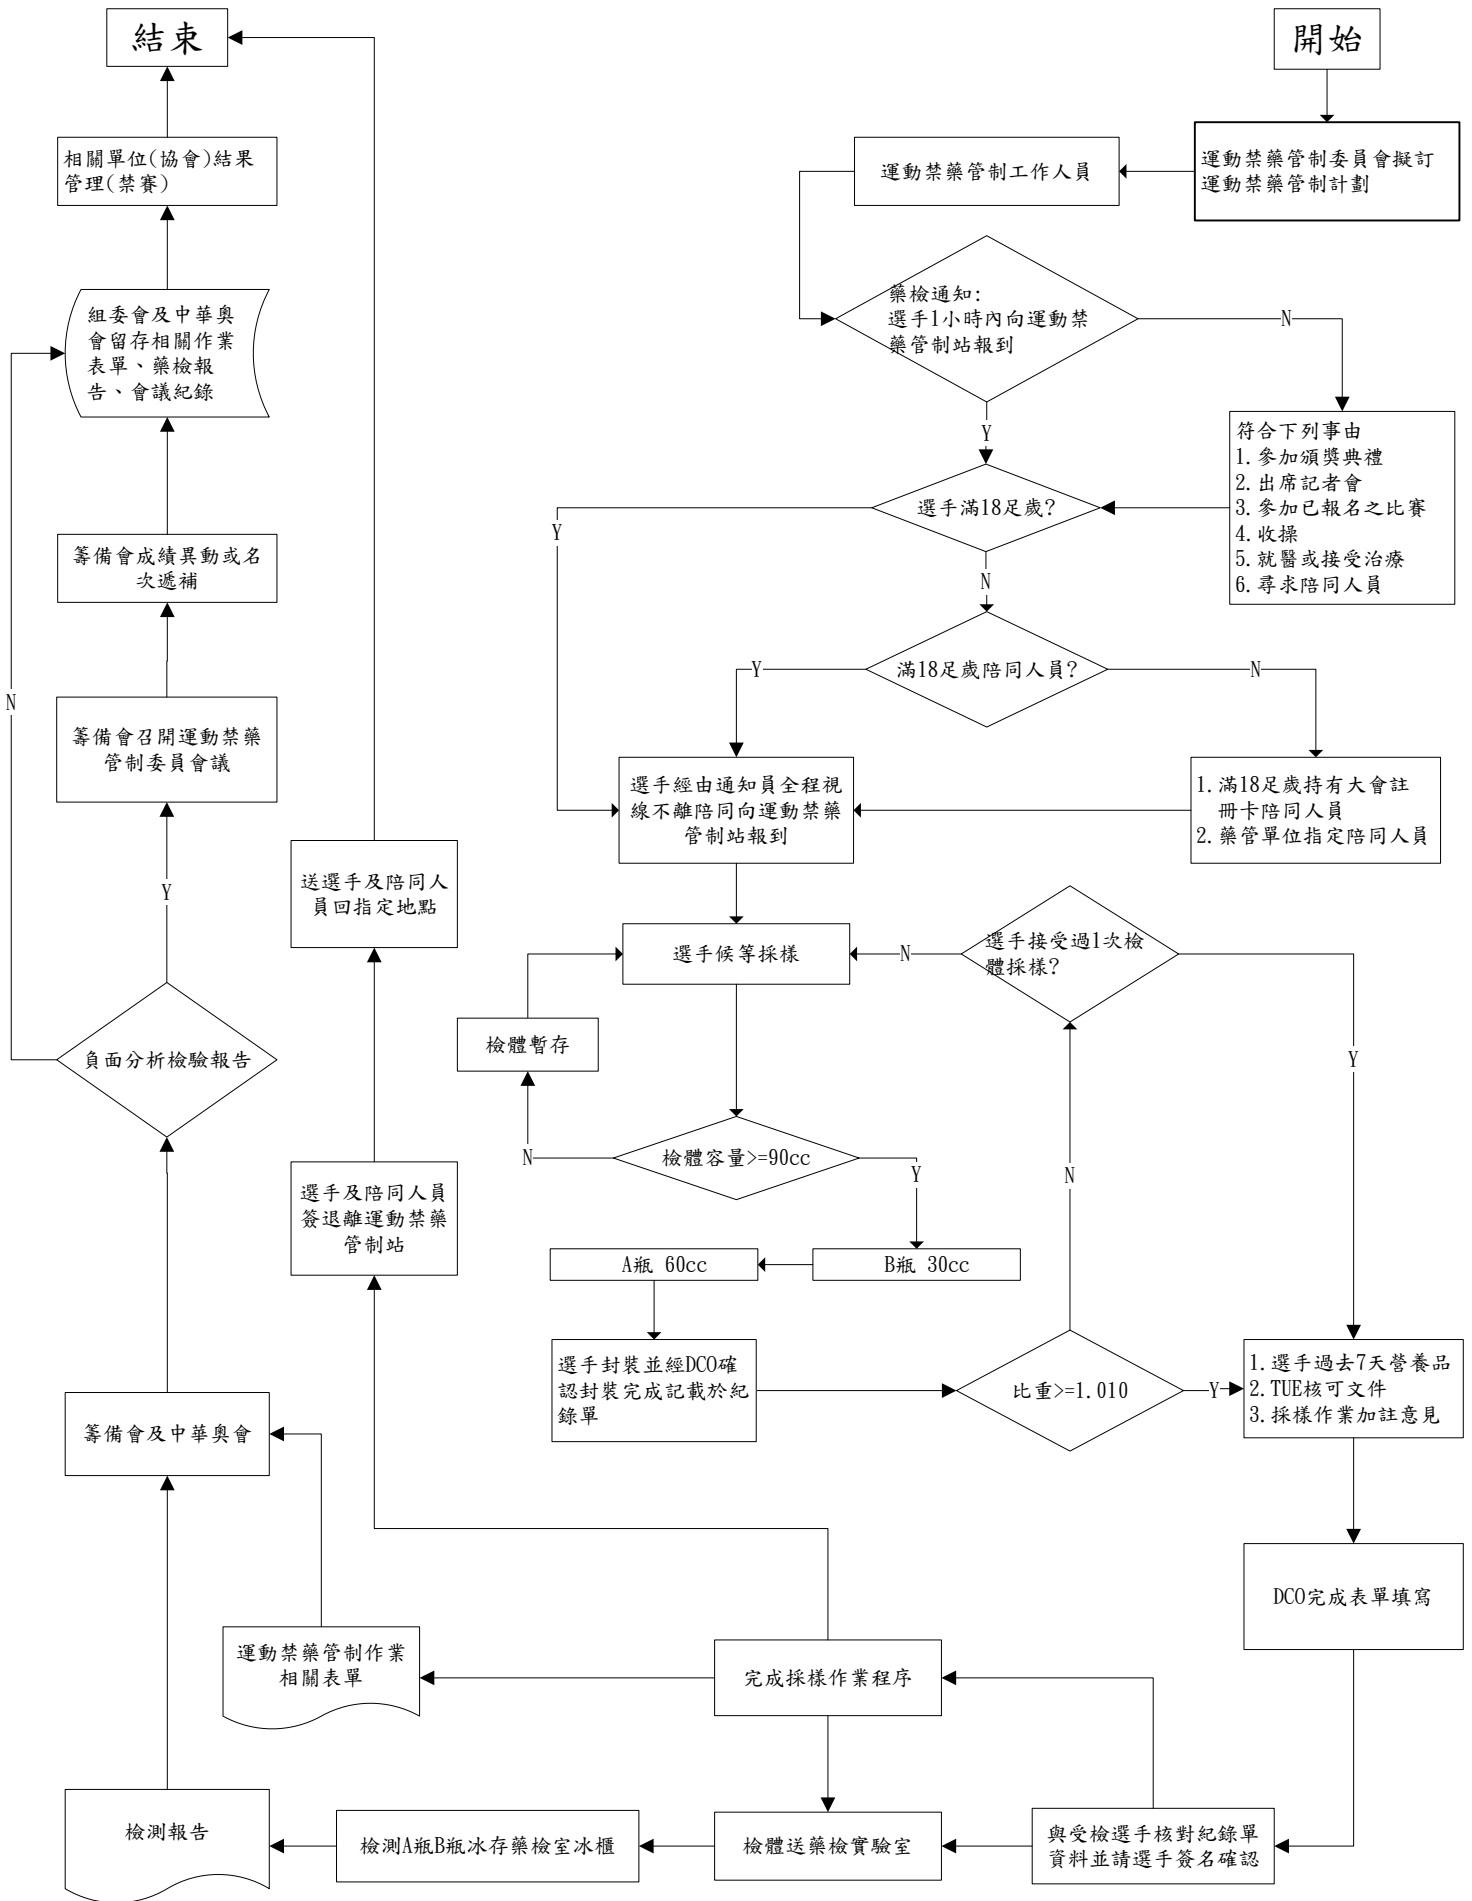 開始
運動禁藥管制委員會擬訂
運動禁藥管制計劃
運動禁藥管制工作人員
藥檢通知:
選手1小時內向運動禁
藥管制站報到
N
Y
符合下列事由
1.參加頒獎典禮
2.出席記者會
3.參加已報名之比賽
4.收操
5.就醫或接受治療
6.尋求陪同人員
選手滿18足歲?
Y
N
滿18足歲陪同人員?
Y
N
1.滿18足歲持有大會註
冊卡陪同人員
2.藥管單位指定陪同人員
選手經由通知員全程視
線不離陪同向運動禁藥
管制站報到
選手候等採樣
檢體暫存
檢體容量>=90cc
N
Y
B瓶 30cc
A瓶 60cc
選手封裝並經DCO確
認封裝完成記載於紀
錄單
比重>=1.010
N
Y
選手接受過1次檢
體採樣?
N
Y
1.選手過去7天營養品
2.TUE核可文件
3.採樣作業加註意見
DCO完成表單填寫
與受檢選手核對紀錄單
資料並請選手簽名確認
完成採樣作業程序
檢體送藥檢實驗室
檢測A瓶B瓶冰存藥檢室冰櫃
檢測報告
運動禁藥管制作業
相關表單
選手及陪同人員
簽退離運動禁藥
管制站
送選手及陪同人
員回指定地點
籌備會及中華奧會
負面分析檢驗報告
Y
N
籌備會召開運動禁藥
管制委員會議
籌備會成績異動或名
次遞補
組委會及中華奧
會留存相關作業
表單、藥檢報
告、會議紀錄
相關單位(協會)結果
管理(禁賽)
結束